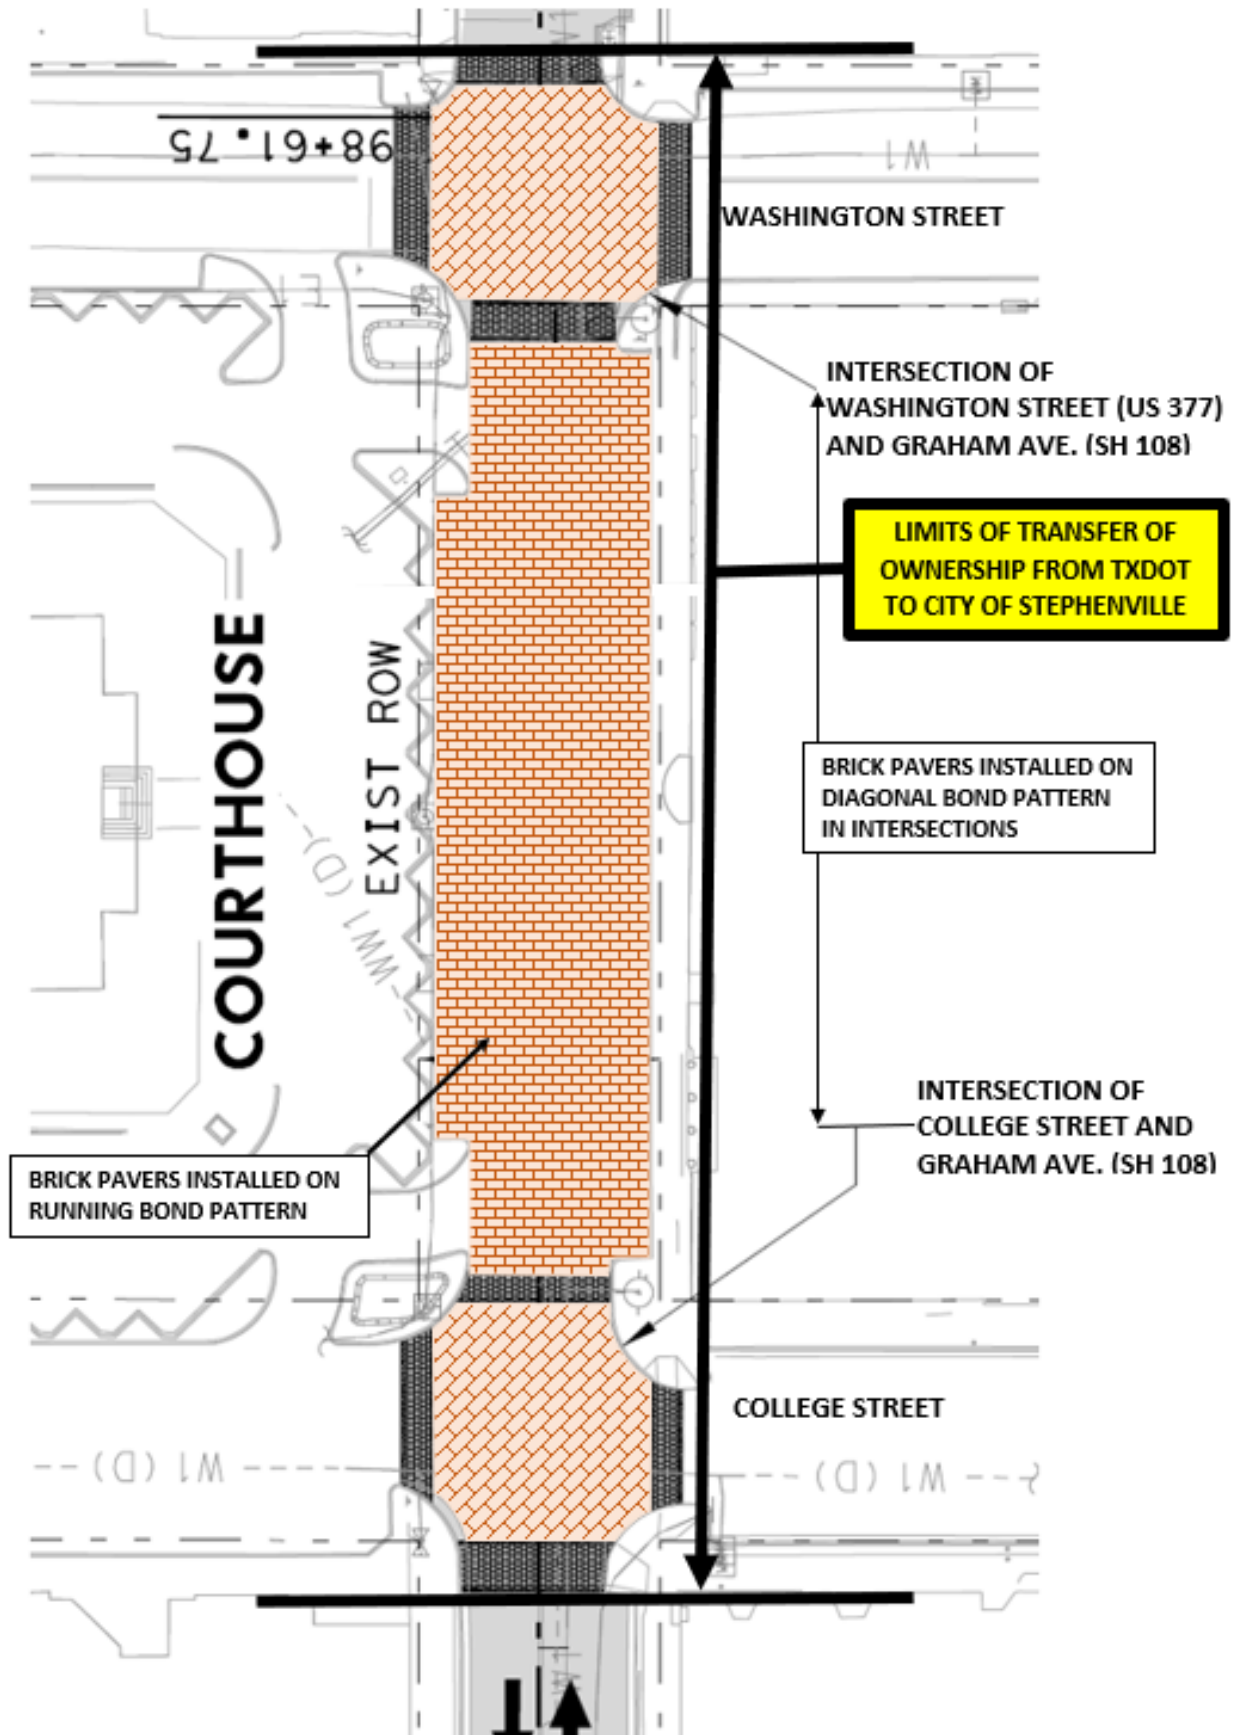 98+61.75
W1
WASHINGTON STREET
E1
INTERSECTION OF
WASHINGTON STREET (US 377)
AND GRAHAM AVE. (SH 108)
LIMITS OF TRANSFER OF
OWNERSHIP FROM TXDOT
TO CITY OF STEPHENVILLE
COURTHOUSE
EXIST ROW
WW1 (D)
BRICK PAVERS INSTALLED ON
DIAGONAL BOND PATTERN
IN INTERSECTIONS
INTERSECTION OF
COLLEGE STREET AND
GRAHAM AVE. (SH 108)
BRICK PAVERS INSTALLED ON
RUNNING BOND PATTERN
COLLEGE STREET
W1 (D)
W1 (D)